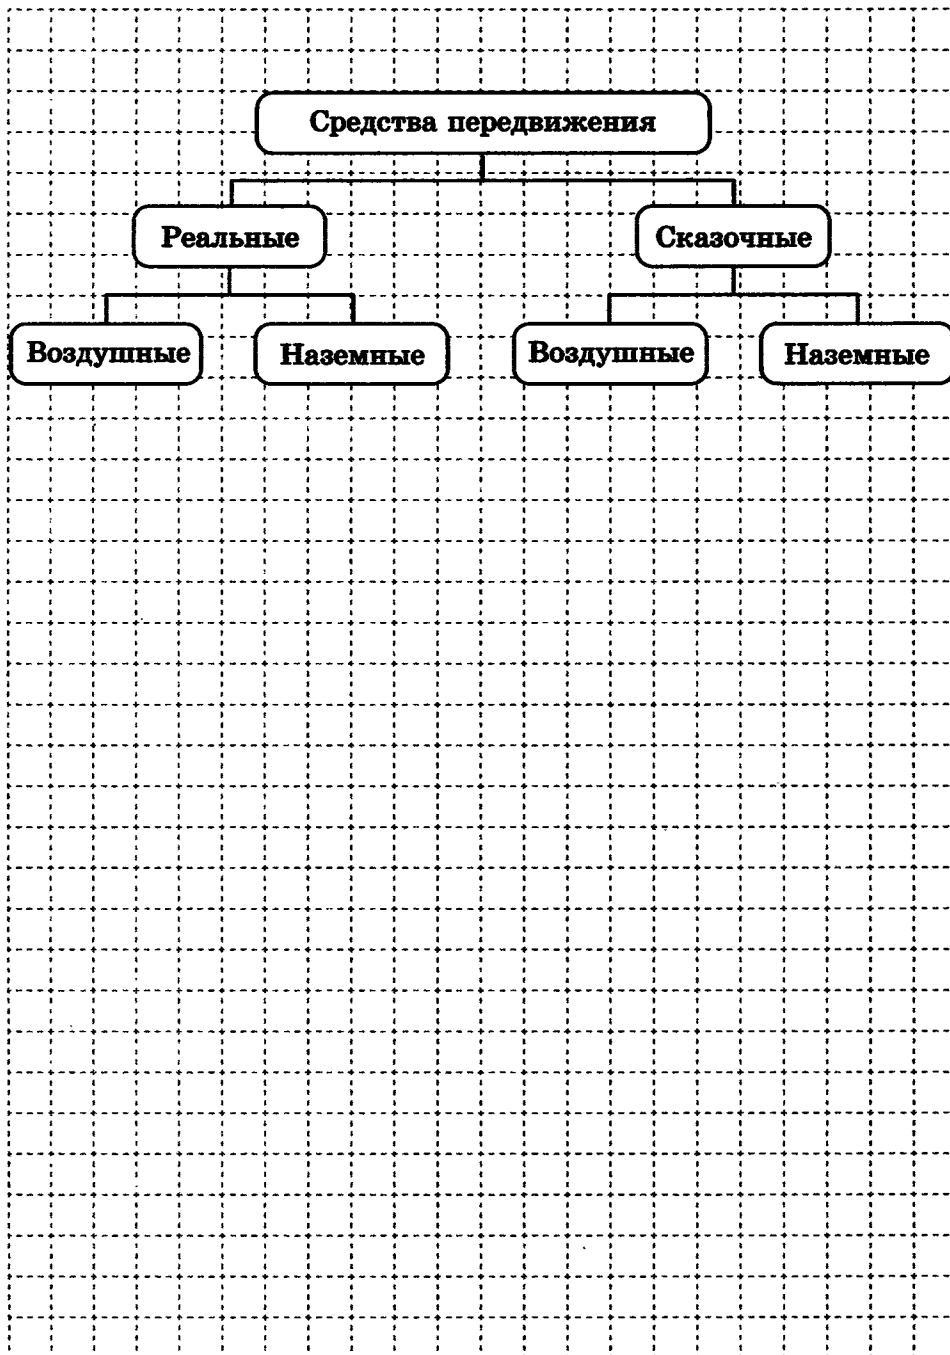 Средства передвижения
Реальные Сказочные
Воздушные Наземные Воздушные Наземные